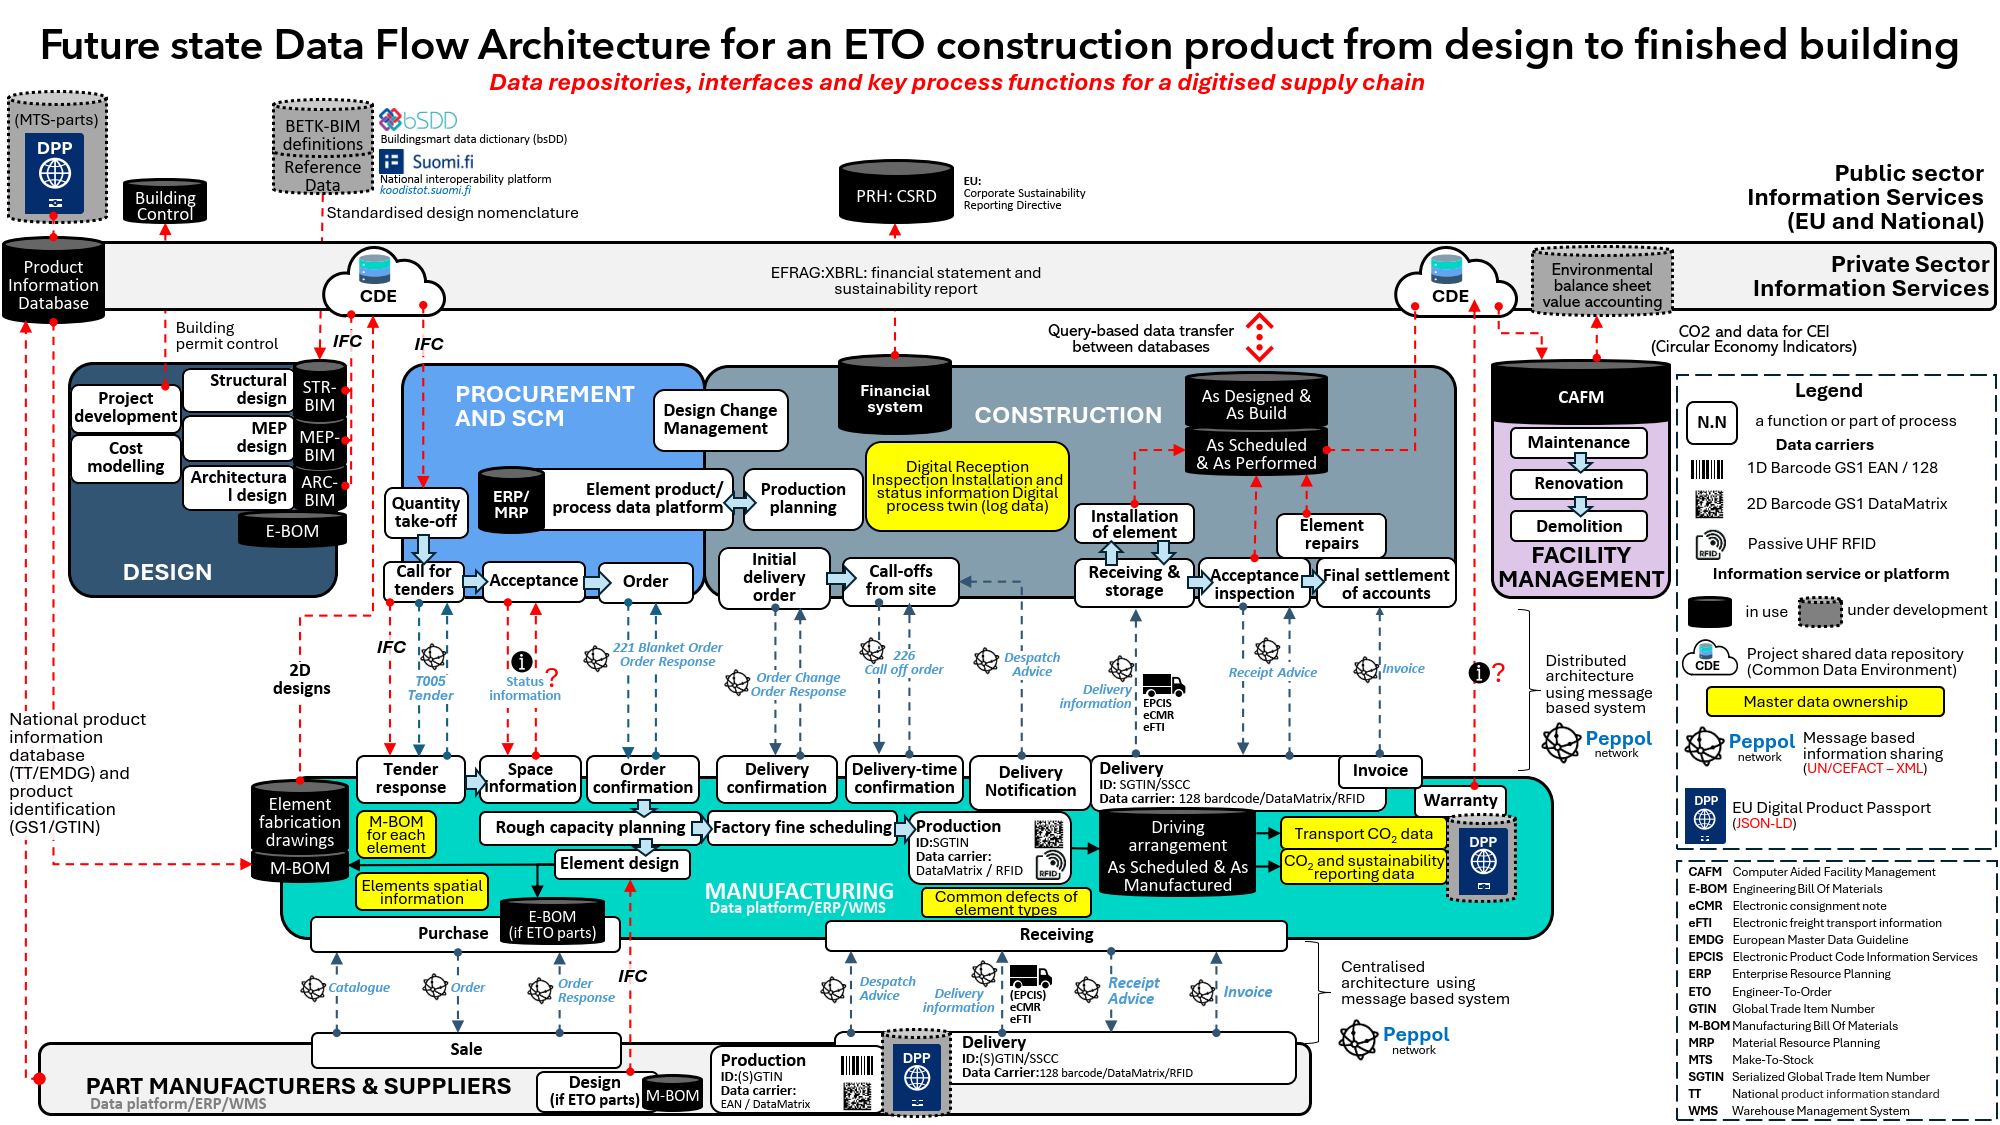 Future state Data Flow Architecture for an ETO construction product from design to finished building
Data repositories, interfaces and key process functions for a digitised supply chain
(MTS-parts)
DPP
Building
Control
BETK-BIM
definitions
Reference
Data
bSDD
Buildingsmart data dictionary (bsDD)
Suomi.fi
National interoperability platform
koodistot.suomi.fi
Standardised design nomenclature
PRH: CSRD
EU:
Corporate Sustainability
Reporting Directive
Public sector
Information Services
(EU and National)
Product
Information
Database
CDE
EFRAG:XBRL: financial statement and
sustainability report
CDE
Environmental
balance sheet
value accounting
Private Sector
Information Services
Building
permit control
IFC
IFC
Query-based data transfer
between databases
CO2 and data for CEI
(Circular Economy Indicators)
Project
development
Cost
modelling
Structural
design
MEP
design
Architectura
l design
STR-
BIM
MEP-
BIM
ARC-
BIM
E-BOM
DESIGN
PROCUREMENT
AND SCM
Design Change
Management
Quantity
take-off
ERP/
MRP
Element product/
process data platform
Production
planning
Call for
tenders
Acceptance
Order
Financial
system
CONSTRUCTION
Digital Reception
Inspection Installation and
status information Digital
process twin (log data)
As Designed &
As Build
As Scheduled
& As Performed
Installation
of element
Element
repairs
Initial
delivery
order
Call-offs
from site
Receiving &
storage
Acceptance
inspection
Final settlement
of accounts
CAFM
Maintenance
Renovation
Demolition
FACILITY
MANAGEMENT
Legend
N.N
a function or part of process
Data carriers
1D Barcode GS1 EAN / 128
2D Barcode GS1 DataMatrix
RFID
Passive UHF RFID
Information service or platform
in use
under development
CDE
Project shared data repository
(Common Data Environment)
Master data ownership
Peppol
network
Message based
information sharing
(UN/CEFACT – XML)
DPP
EU Digital Product Passport
(JSON-LD)
2D
designs
IFC
T005
Tender
i
Status
information
?
221 Blanket Order
Order Response
Order Change
Order Response
226
Call off order
Despatch
Advice
Delivery
information
EPCIS
eCMR
eFTI
Receipt Advice
Invoice
i
?
Distributed
architecture
using message
based system
Peppol
network
National product
information
database
(TT/EMDG) and
product
identification
(GS1/GTIN)
Element
fabrication
drawings
M-BOM
Tender
response
Space
information
Order
confirmation
Delivery
confirmation
Delivery-time
confirmation
Delivery
Notification
Delivery
ID: SGTIN/SSCC
Data carrier: 128 bardcode/DataMatrix/RFID
Invoice
Warranty
M-BOM
for each
element
Rough capacity planning
Factory fine scheduling
Production
ID:SGTIN
Data carrier:
DataMatrix / RFID
RFID
Driving
arrangement
As Scheduled & As
Manufactured
Transport CO2 data
CO2 and sustainability
reporting data
DPP
Element design
Elements spatial
information
MANUFACTURING
Data platform/ERP/WMS
Common defects of
element types
E-BOM
(if ETO parts)
Purchase
Receiving
Catalogue
Order
Order
Response
IFC
Despatch
Advice
Delivery
information
(EPCIS)
eCMR
eFTI
Receipt
Advice
Invoice
Centralised
architecture using
message based system
Peppol
network
Sale
PART MANUFACTURERS & SUPPLIERS
Data platform/ERP/WMS
Design
(if ETO parts)
M-BOM
Production
ID:(S)GTIN
Data carrier:
EAN / DataMatrix
DPP
Delivery
ID:(S)GTIN/SSCC
Data Carrier:128 barcode/DataMatrix/RFID
CAFM Computer Aided Facility Management
E-BOM Engineering Bill Of Materials
eCMR Electronic consignment note
eFTI Electronic freight transport information
EMDG European Master Data Guideline
EPCIS Electronic Product Code Information Services
ERP Enterprise Resource Planning
ETO Engineer-To-Order
GTIN Global Trade Item Number
M-BOM Manufacturing Bill Of Materials
MRP Material Resource Planning
MTS Make-To-Stock
SGTIN Serialized Global Trade Item Number
TT National product information standard
WMS Warehouse Management System